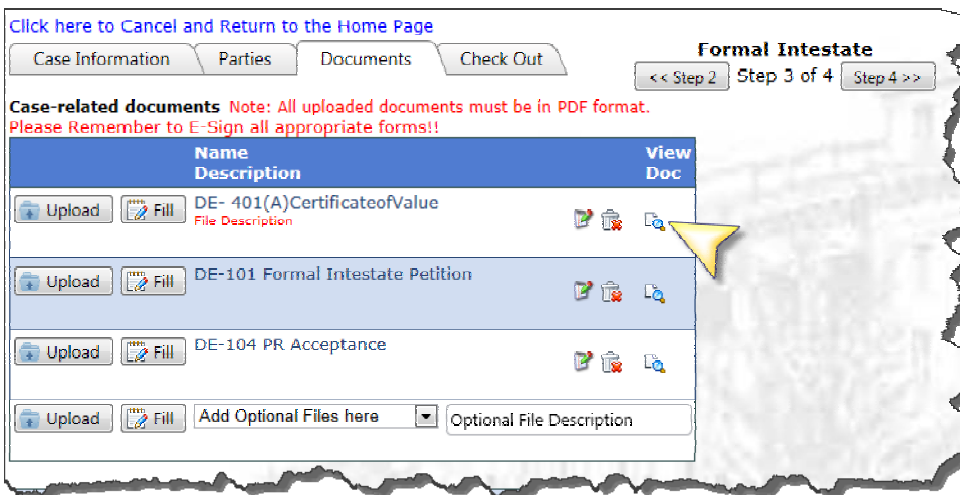 Click here to Cancel and Return to the Home Page
Case Information Parties Documents Check Out
Formal Intestate
<< Step 2 Step 3 of 4 Step 4 >>
Case-related documents Note: All uploaded documents must be in PDF format.
Please Remember to E-Sign all appropriate forms!!
Name View
Description Doc
Upload Fill DE- 401(A)CertificateofValue
File Description
Upload Fill DE-101 Formal Intestate Petition
Upload Fill DE-104 PR Acceptance
Upload Fill Add Optional Files here Optional File Description